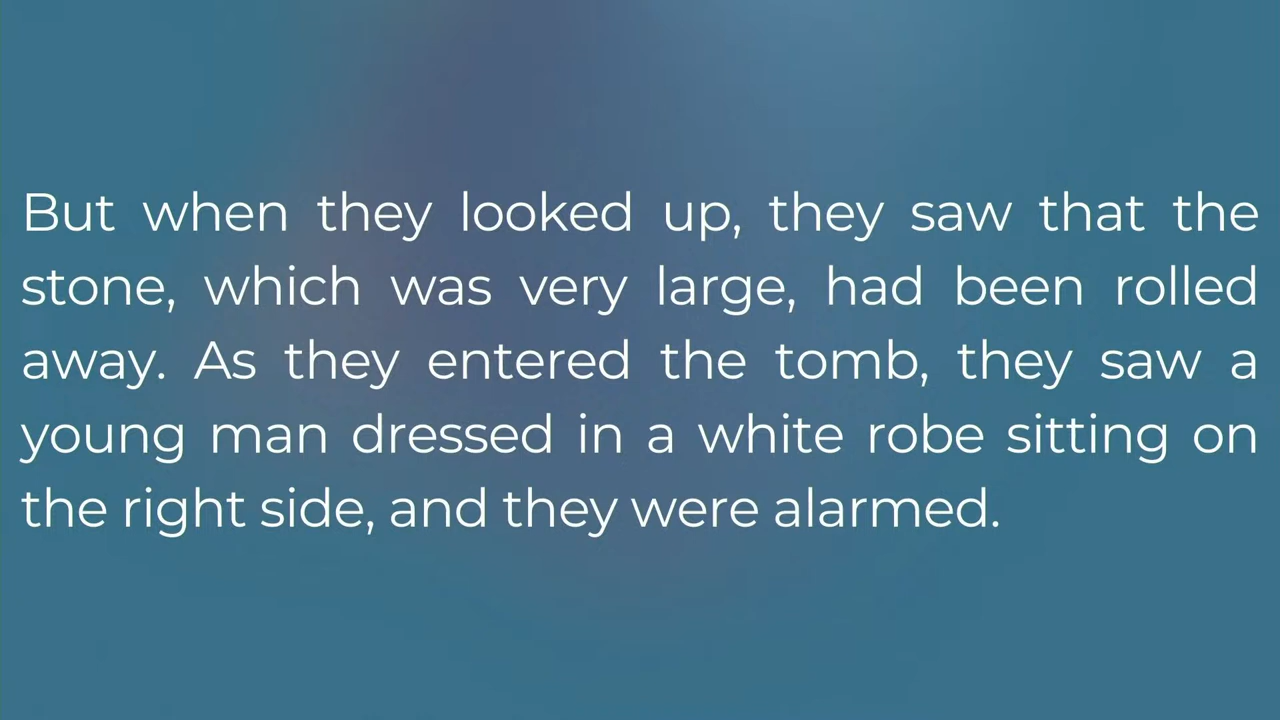 But when they looked up, they saw that the
stone, which was very large, had been rolled
away. As they entered the tomb, they saw a
young man dressed in a white robe sitting on
the right side, and they were alarmed.